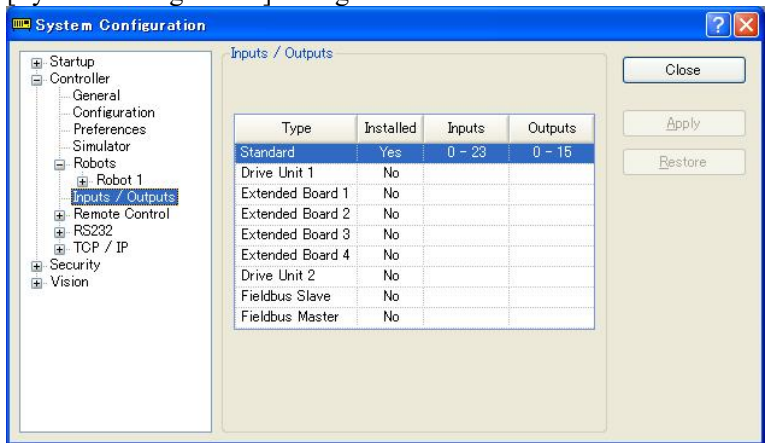 System Configuration
Startup
Controller
General
Configuration
Preferences
Simulator
Robots
Robot 1
Inputs / Outputs
Remote Control
RS232
TCP / IP
Security
Vision
Inputs / Outputs
Type Installed Inputs Outputs
Standard Yes 0 - 23 0 - 15
Drive Unit 1 No
Extended Board 1 No
Extended Board 2 No
Extended Board 3 No
Extended Board 4 No
Drive Unit 2 No
Fieldbus Slave No
Fieldbus Master No
Close
Apply
Restore